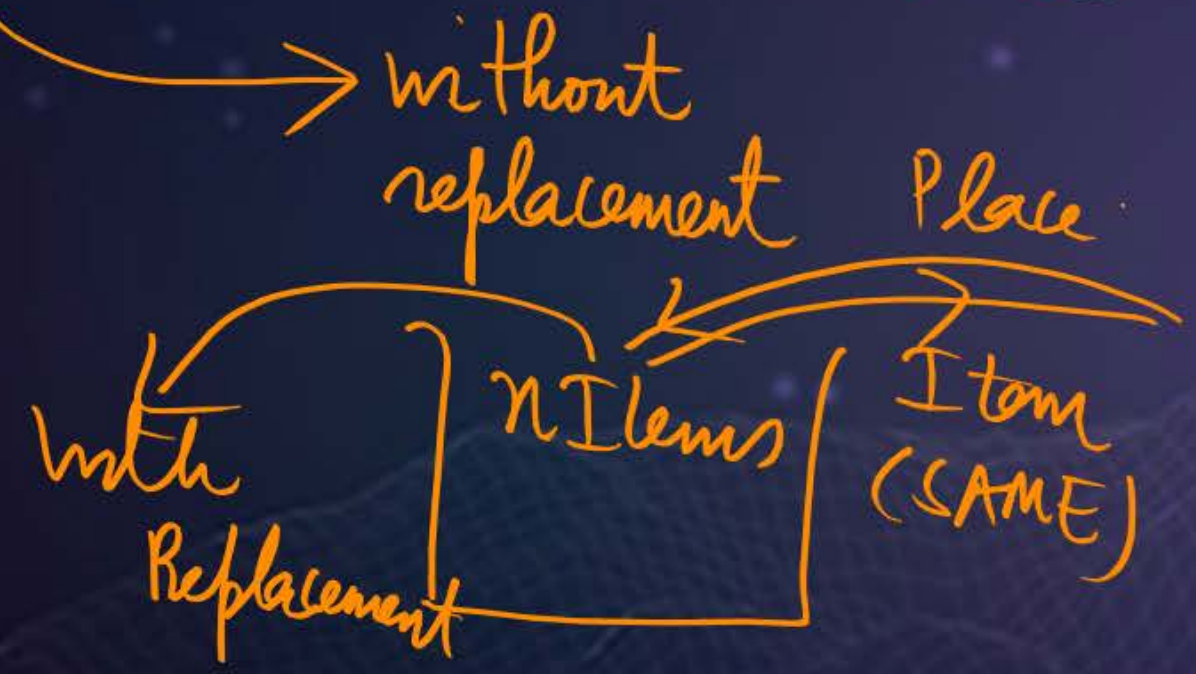 without
replacement
Place
n Items
Item
(SAME)
with
Replacement